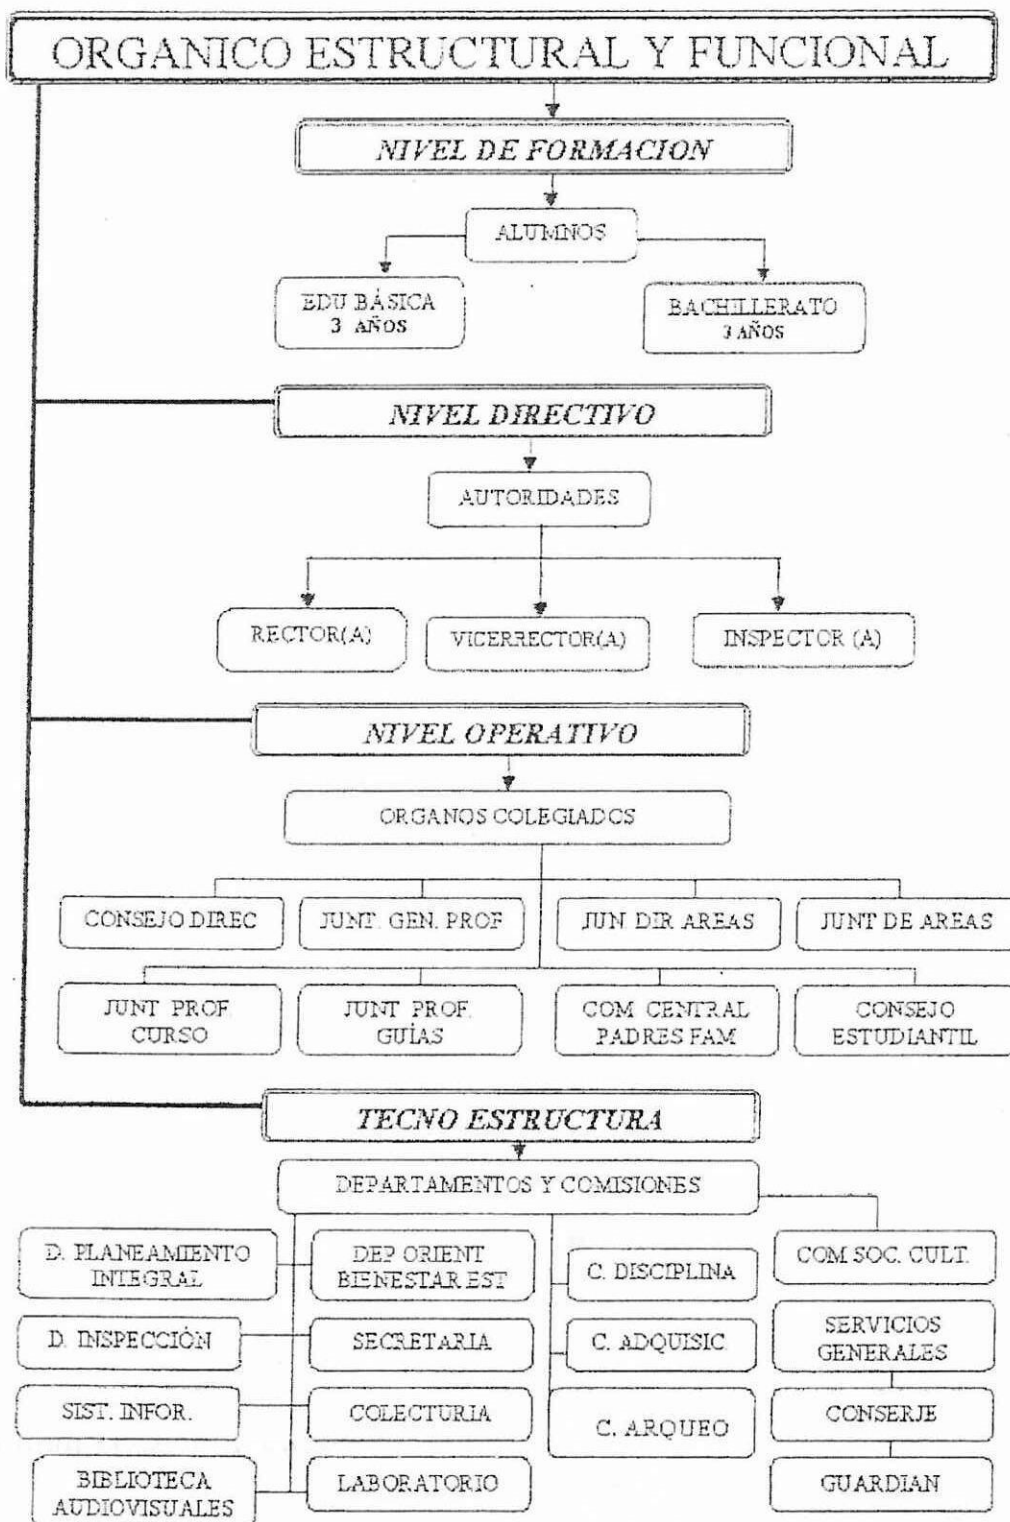 ORGANICO ESTRUCTURAL Y FUNCIONAL
NIVEL DE FORMACION
ALUMNOS
EDU BÁSICA
3 AÑOS
BACHILLERATO
3 AÑOS
NIVEL DIRECTIVO
AUTORIDADES
RECTOR(A)
VICERRECTOR(A)
INSPECTOR (A)
NIVEL OPERATIVO
ORGANOS COLEGIADOS
CONSEJO DIREC
JUNT. GEN. PROF
JUN DIR AREAS
JUNT DE AREAS
JUNT PROF
CURSO
JUNT PROF.
GUÍAS
COM CENTRAL
PADRES FAM
CONSEJO
ESTUDIANTIL
TECNO ESTRUCTURA
DEPARTAMENTOS Y COMISIONES
D. PLANEAMIENTO
INTEGRAL
DEP ORIENT
BIENESTAR EST
C. DISCIPLINA
COM SOC. CULT.
D. INSPECCIÓN
SECRETARIA
C. ADQUISIC.
SERVICIOS
GENERALES
SIST. INFOR.
COLECTURIA
C. ARQUEO
CONSERJE
BIBLIOTECA
AUDIOVISUALES
LABORATORIO
GUARDIAN